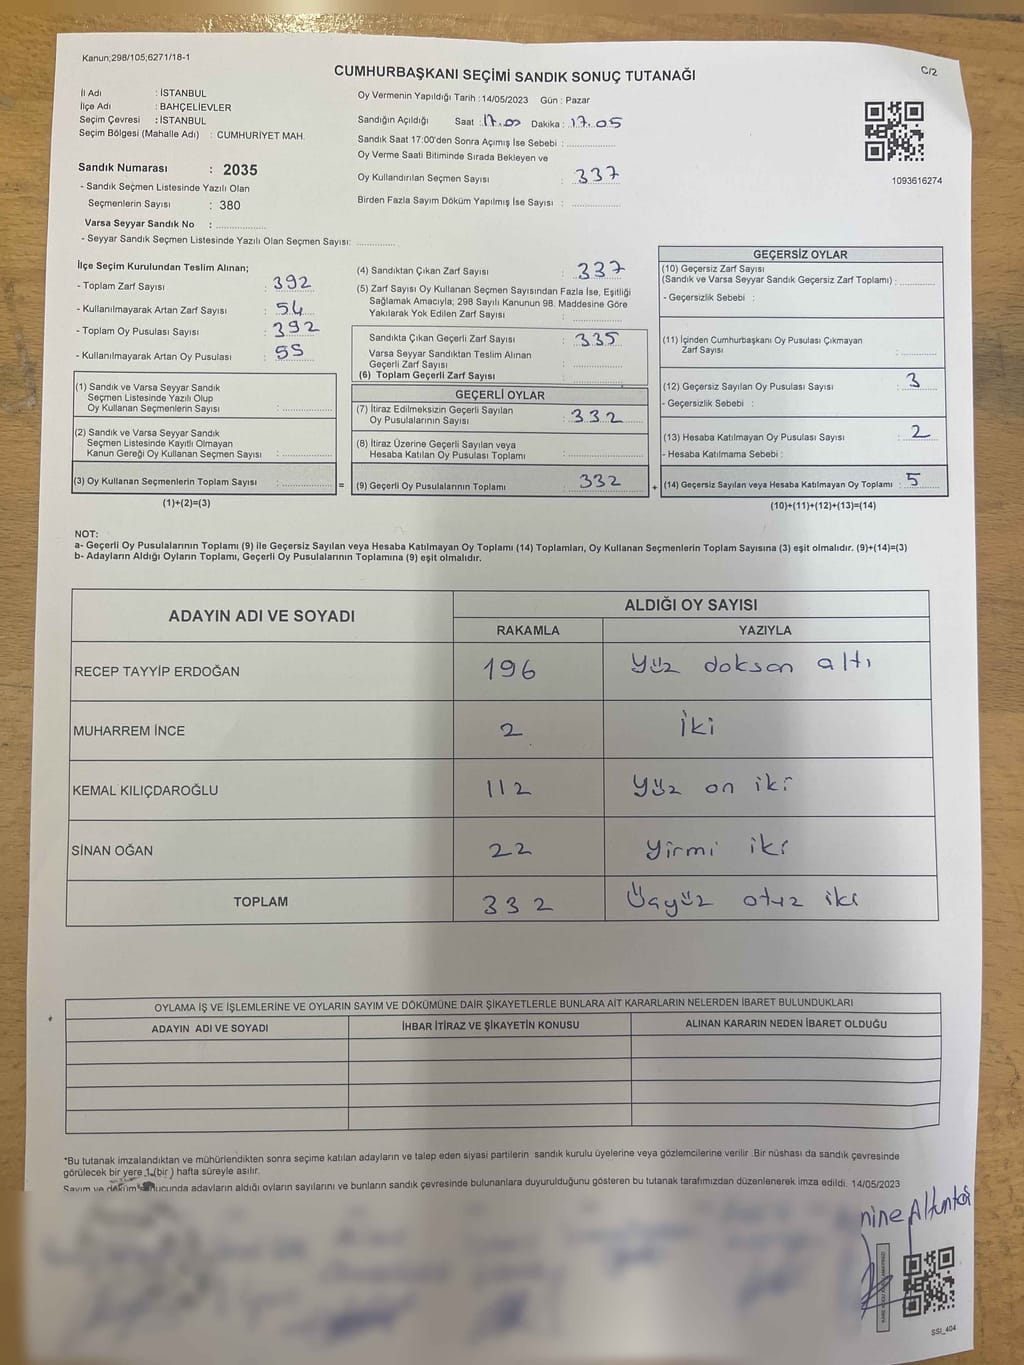 Kanun;298/105;6271/18-1
C/2
CUMHURBAŞKANI SEÇİMİ SANDIK SONUÇ TUTANAĞI
İl Adı : İSTANBUL
İlçe Adı : BAHÇELİEVLER
Seçim Çevresi : İSTANBUL
Seçim Bölgesi (Mahalle Adı) : CUMHURİYET MAH.
Sandık Numarası : 2035
- Sandık Seçmen Listesinde Yazılı Olan
Seçmenlerin Sayısı : 380
Varsa Seyyar Sandık No : ..................
- Seyyar Sandık Seçmen Listesinde Yazılı Olan Seçmen Sayısı: ..............
Oy Vermenin Yapıldığı Tarih : 14/05/2023 Gün : Pazar
Sandığın Açıldığı Saat : 17.00 Dakika : 17.05
Sandık Saat 17:00'den Sonra Açımış İse Sebebi : ..................
Oy Verme Saati Bitiminde Sırada Bekleyen ve
Oy Kullandırılan Seçmen Sayısı : 337
Birden Fazla Sayım Döküm Yapılmış İse Sayısı : ..................
1093616274
İlçe Seçim Kurulundan Teslim Alınan;
- Toplam Zarf Sayısı : 392
- Kullanılmayarak Artan Zarf Sayısı : 54
- Toplam Oy Pusulası Sayısı : 392
- Kullanılmayarak Artan Oy Pusulası : 55
(1) Sandık ve Varsa Seyyar Sandık
Seçmen Listesinde Yazılı Olup
Oy Kullanan Seçmenlerin Sayısı : ..................
(2) Sandık ve Varsa Seyyar Sandık
Seçmen Listesinde Kayıtlı Olmayan
Kanun Gereği Oy Kullanan Seçmen Sayısı : ..................
(3) Oy Kullanan Seçmenlerin Toplam Sayısı : .................. =
(1)+(2)=(3)
(4) Sandıktan Çıkan Zarf Sayısı : 337
(5) Zarf Sayısı Oy Kullanan Seçmen Sayısından Fazla İse, Eşitliği
Sağlamak Amacıyla; 298 Sayılı Kanunun 98. Maddesine Göre
Yakılarak Yok Edilen Zarf Sayısı : ..................
Sandıkta Çıkan Geçerli Zarf Sayısı : 335
Varsa Seyyar Sandıktan Teslim Alınan
Geçerli Zarf Sayısı : ..................
(6) Toplam Geçerli Zarf Sayısı : ..................
GEÇERLİ OYLAR
(7) İtiraz Edilmeksizin Geçerli Sayılan
Oy Pusulalarının Sayısı : 332
(8) İtiraz Üzerine Geçerli Sayılan veya
Hesaba Katılan Oy Pusulası Toplamı : ..................
(9) Geçerli Oy Pusulalarının Toplamı : 332 +
GEÇERSİZ OYLAR
(10) Geçersiz Zarf Sayısı
(Sandık ve Varsa Seyyar Sandık Geçersiz Zarf Toplamı) : ............
- Geçersizlik Sebebi :
(11) İçinden Cumhurbaşkanı Oy Pusulası Çıkmayan
Zarf Sayısı : ............
(12) Geçersiz Sayılan Oy Pusulası Sayısı : 3
- Geçersizlik Sebebi :
(13) Hesaba Katılmayan Oy Pusulası Sayısı : 2
- Hesaba Katılmama Sebebi :
(14) Geçersiz Sayılan veya Hesaba Katılmayan Oy Toplamı : 5
(10)+(11)+(12)+(13)=(14)
NOT:
a- Geçerli Oy Pusulalarının Toplamı (9) ile Geçersiz Sayılan veya Hesaba Katılmayan Oy Toplamı (14) Toplamları, Oy Kullanan Seçmenlerin Toplam Sayısına (3) eşit olmalıdır. (9)+(14)=(3)
b- Adayların Aldığı Oyların Toplamı, Geçerli Oy Pusulalarının Toplamına (9) eşit olmalıdır.
ADAYIN ADI VE SOYADI ALDIĞI OY SAYISI
RAKAMLA YAZIYLA
RECEP TAYYİP ERDOĞAN 196 Yüz doksan altı
MUHARREM İNCE 2 İki
KEMAL KILIÇDAROĞLU 112 Yüz on iki
SİNAN OĞAN 22 Yirmi iki
TOPLAM 332 Üçyüz otuz iki
OYLAMA İŞ VE İŞLEMLERİNE VE OYLARIN SAYIM VE DÖKÜMÜNE DAİR ŞİKAYETLERLE BUNLARA AİT KARARLARIN NELERDEN İBARET BULUNDUKLARI
ADAYIN ADI VE SOYADI İHBAR İTİRAZ VE ŞİKAYETİN KONUSU ALINAN KARARIN NEDEN İBARET OLDUĞU
*Bu tutanak imzalandıktan ve mühürlendikten sonra seçime katılan adayların ve talep eden siyasi partilerin sandık kurulu üyelerine veya gözlemcilerine verilir .Bir nüshası da sandık çevresinde
görülecek bir yere 1 (bir ) hafta süreyle asılır.
Sayım ve döküm sonucunda adayların aldığı oyların sayılarını ve bunların sandık çevresinde bulunanlara duyurulduğunu gösteren bu tutanak tarafımızdan düzenlenerek imza edildi. 14/05/2023
nine Altuntaş
SSI_404